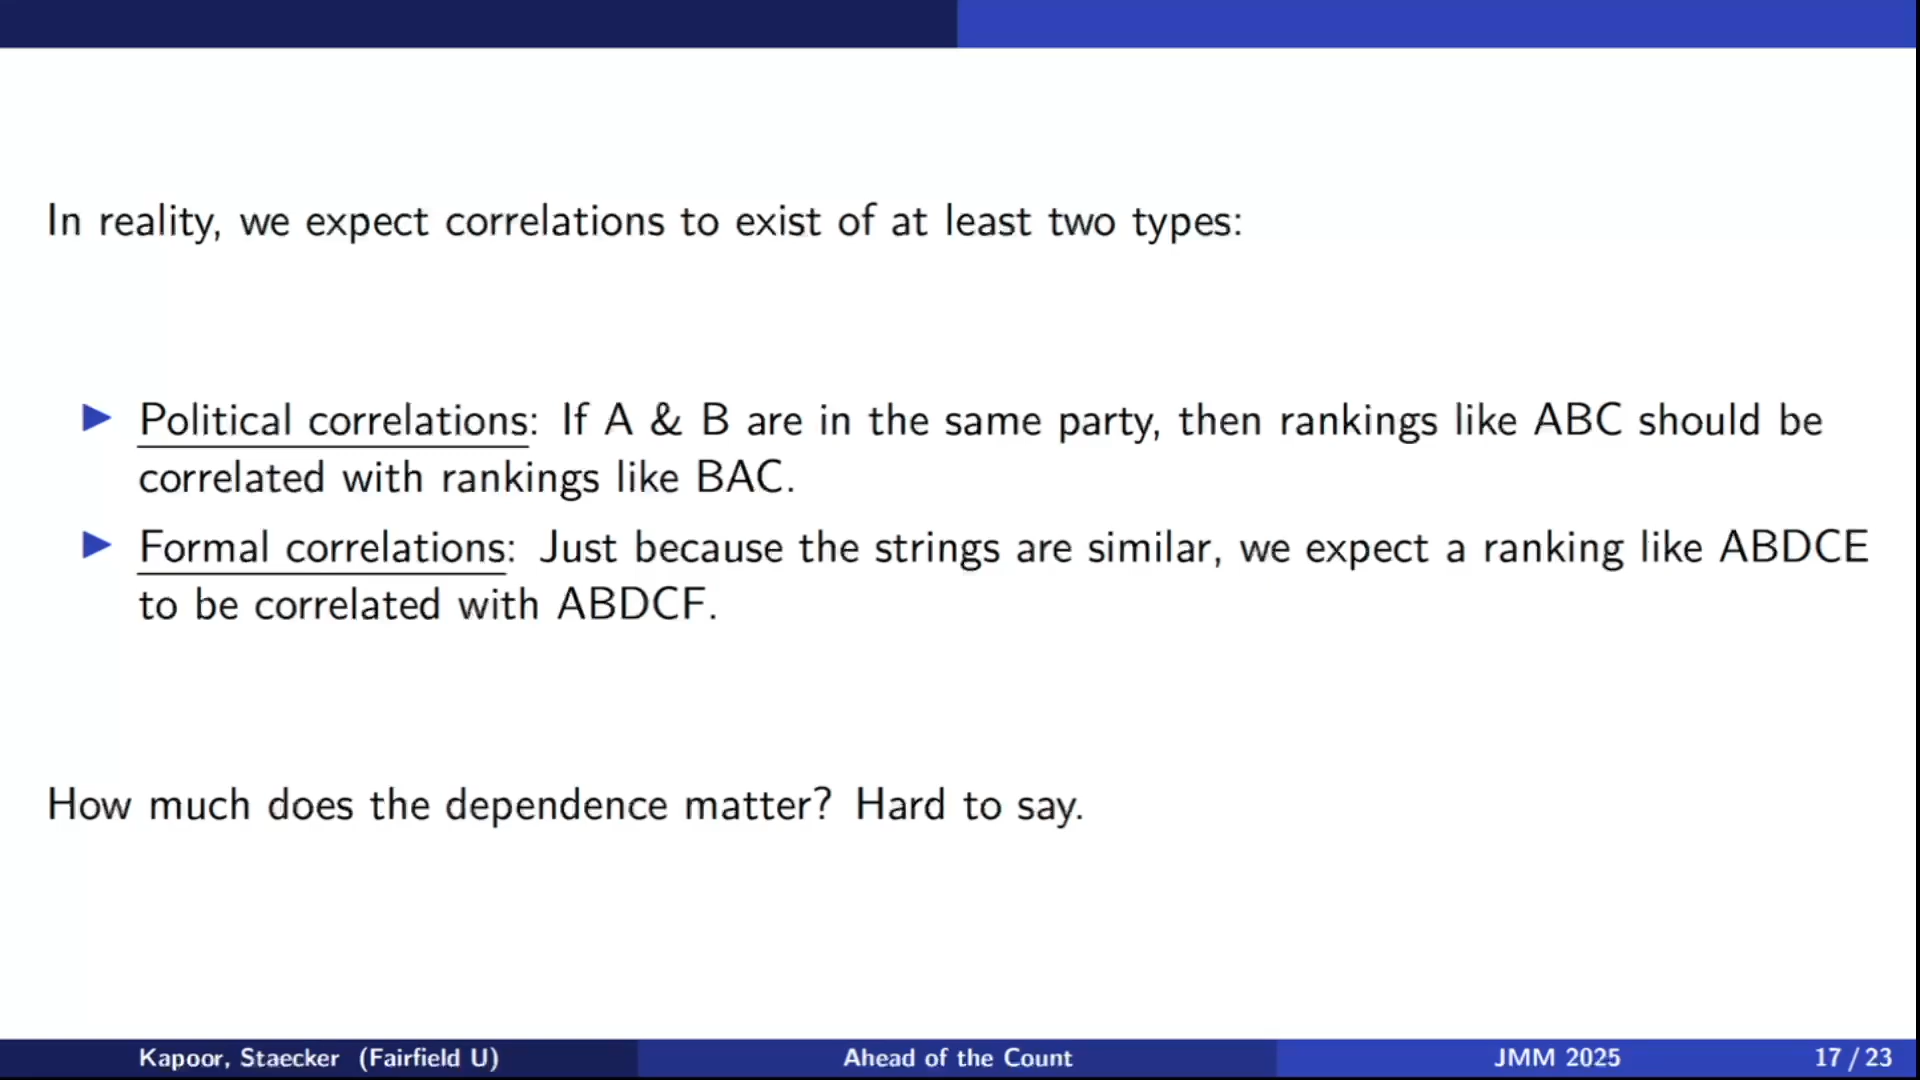 In reality, we expect correlations to exist of at least two types:
Political correlations: If A & B are in the same party, then rankings like ABC should be
correlated with rankings like BAC.
Formal correlations: Just because the strings are similar, we expect a ranking like ABDCE
to be correlated with ABDCF.
How much does the dependence matter? Hard to say.
Kapoor, Staecker (Fairfield U) Ahead of the Count JMM 2025 17 / 23